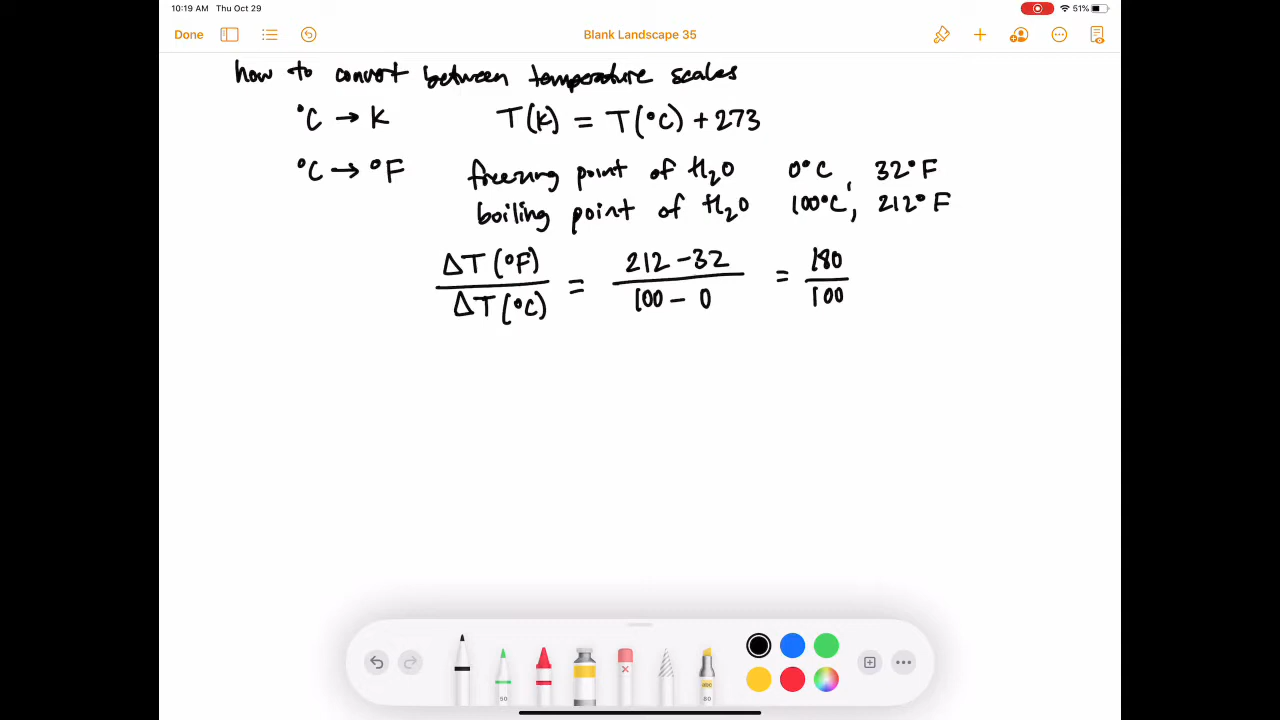 10:19 AM Thu Oct 29 51%
Done Blank Landscape 35
how to convert between temperature scales
°C → K T(K) = T(°C) + 273
°C → °F freezing point of H₂O 0°C, 32°F
boiling point of H₂O 100°C, 212°F
ΔT(°F) / ΔT(°C) = 212 - 32 / 100 - 0 = 180 / 100
50 80